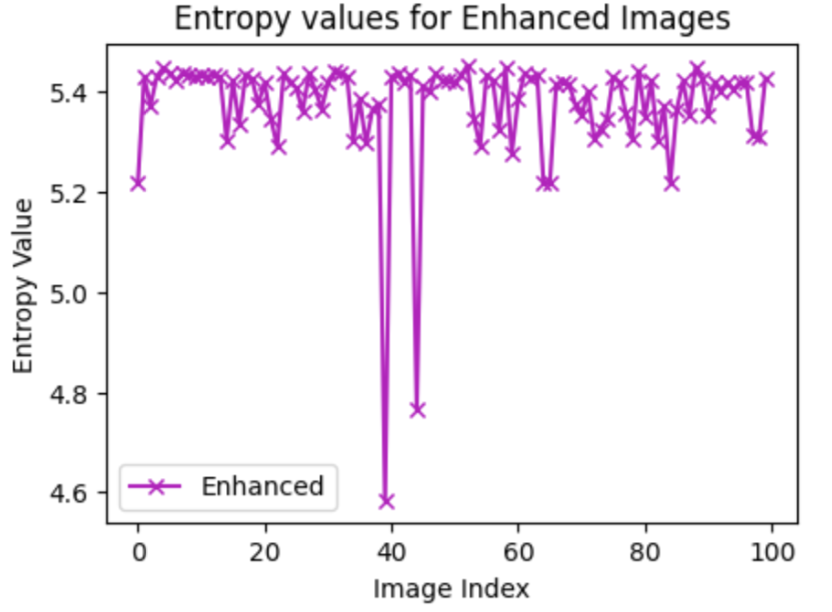 Entropy values for Enhanced Images
Entropy Value
5.4
5.2
5.0
4.8
4.6
Enhanced
0 20 40 60 80 100
Image Index